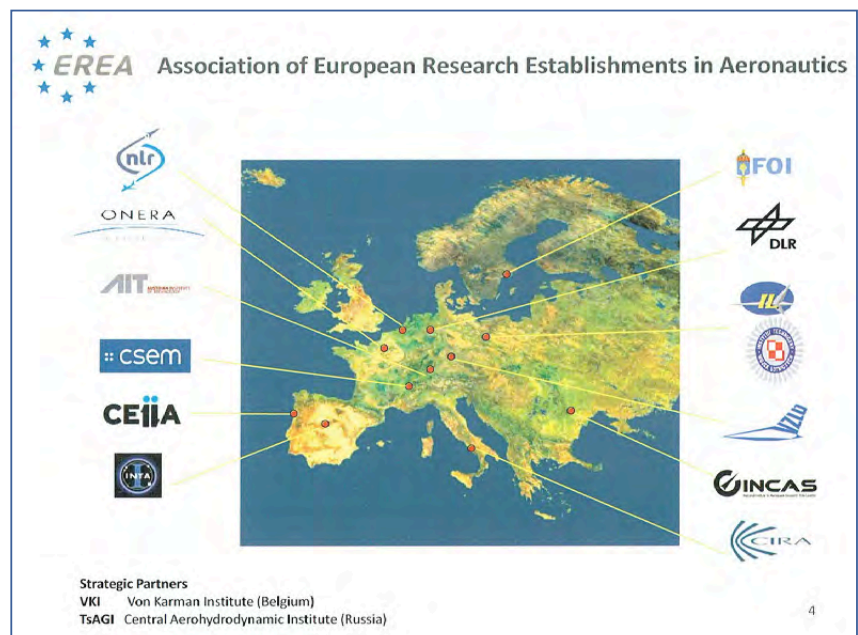 EREA
Association of European Research Establishments in Aeronautics
nlr
ONERA
AIT
csem
CEiiA
INTA
FOI
DLR
IL
VZLU
INCAS
CIRA
Strategic Partners
VKI Von Karman Institute (Belgium)
TsAGI Central Aerohydrodynamic Institute (Russia)
4